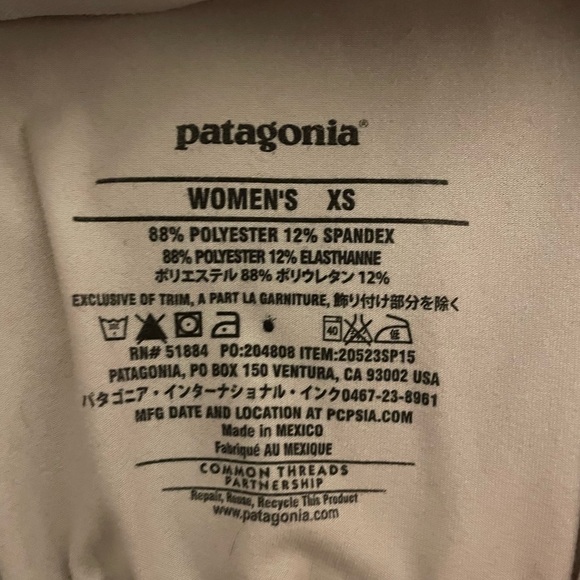 patagonia®
WOMEN'S XS
88% POLYESTER 12% SPANDEX
88% POLYESTER 12% ELASTHANNE
ポリエステル 88% ポリウレタン 12%
EXCLUSIVE OF TRIM, A PART LA GARNITURE, 飾り付け部分を除く
40 低
RN# 51884 PO:204808 ITEM:20523SP15
PATAGONIA, PO BOX 150 VENTURA, CA 93002 USA
パタゴニア・インターナショナル・インク0467-23-8961
MFG DATE AND LOCATION AT PCPSIA.COM
Made in MEXICO
Fabriqué AU MEXIQUE
COMMON THREADS
PARTNERSHIP
Repair, Reuse, Recycle This Product
www.patagonia.com